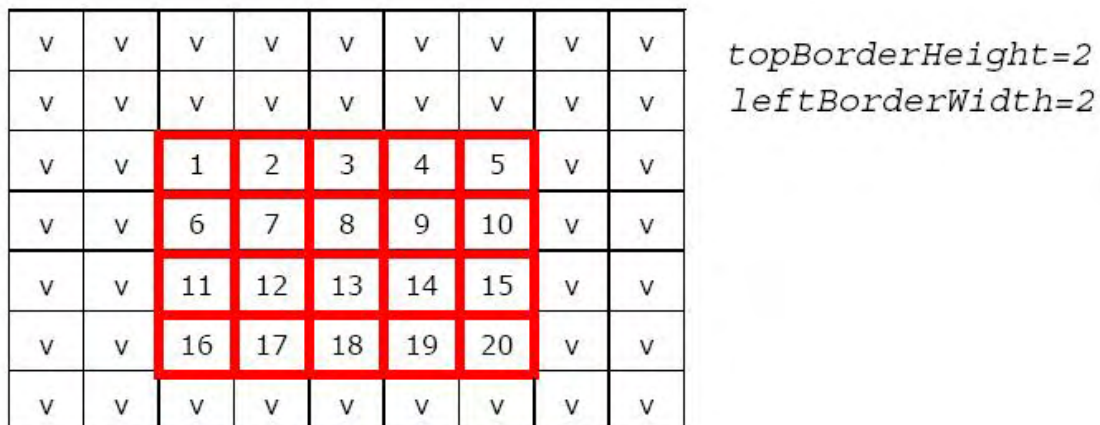 v v v v v v v v v
v v v v v v v v v
v v 1 2 3 4 5 v v
v v 6 7 8 9 10 v v
v v 11 12 13 14 15 v v
v v 16 17 18 19 20 v v
v v v v v v v v v
topBorderHeight=2
leftBorderWidth=2